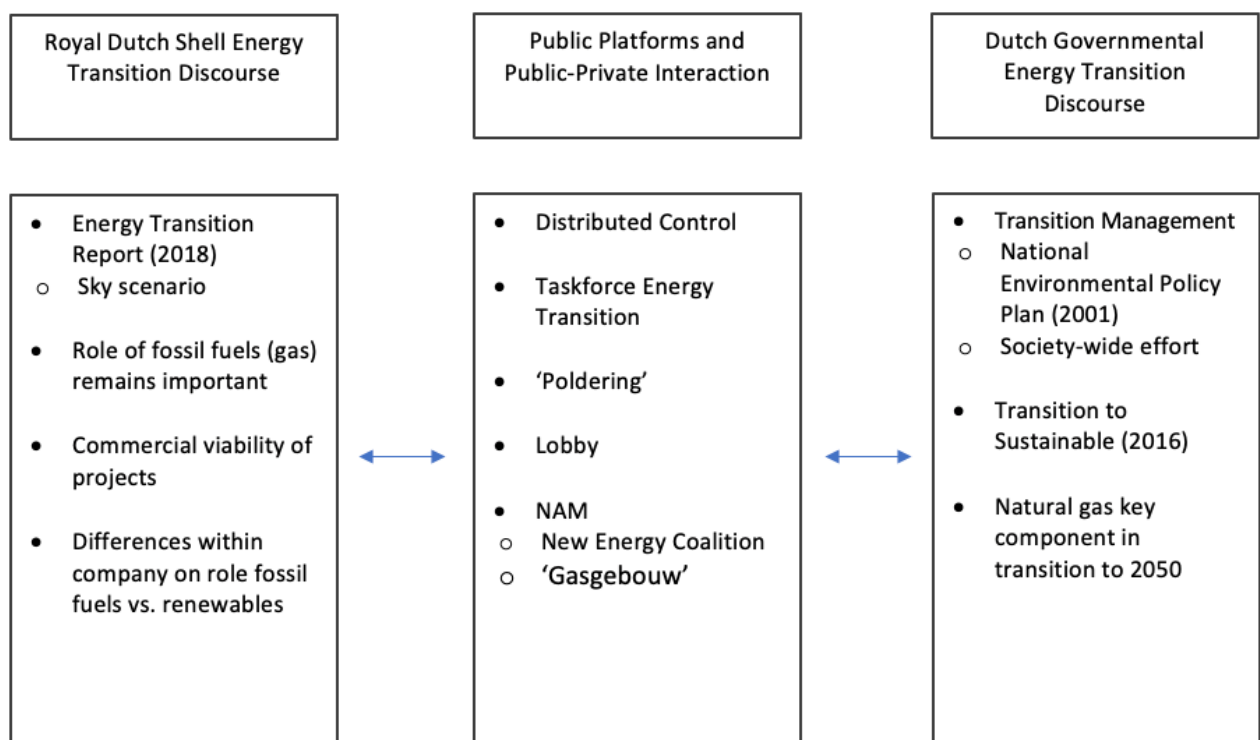 Royal Dutch Shell Energy
Transition Discourse
Public Platforms and
Public-Private Interaction
Dutch Governmental
Energy Transition
Discourse
• Energy Transition
Report (2018)
o Sky scenario
• Role of fossil fuels (gas)
remains important
• Commercial viability of
projects
• Differences within
company on role fossil
fuels vs. renewables
• Distributed Control
• Taskforce Energy
Transition
• ‘Poldering’
• Lobby
• NAM
o New Energy Coalition
o ‘Gasgebouw’
• Transition Management
o National
Environmental Policy
Plan (2001)
o Society-wide effort
• Transition to
Sustainable (2016)
• Natural gas key
component in
transition to 2050